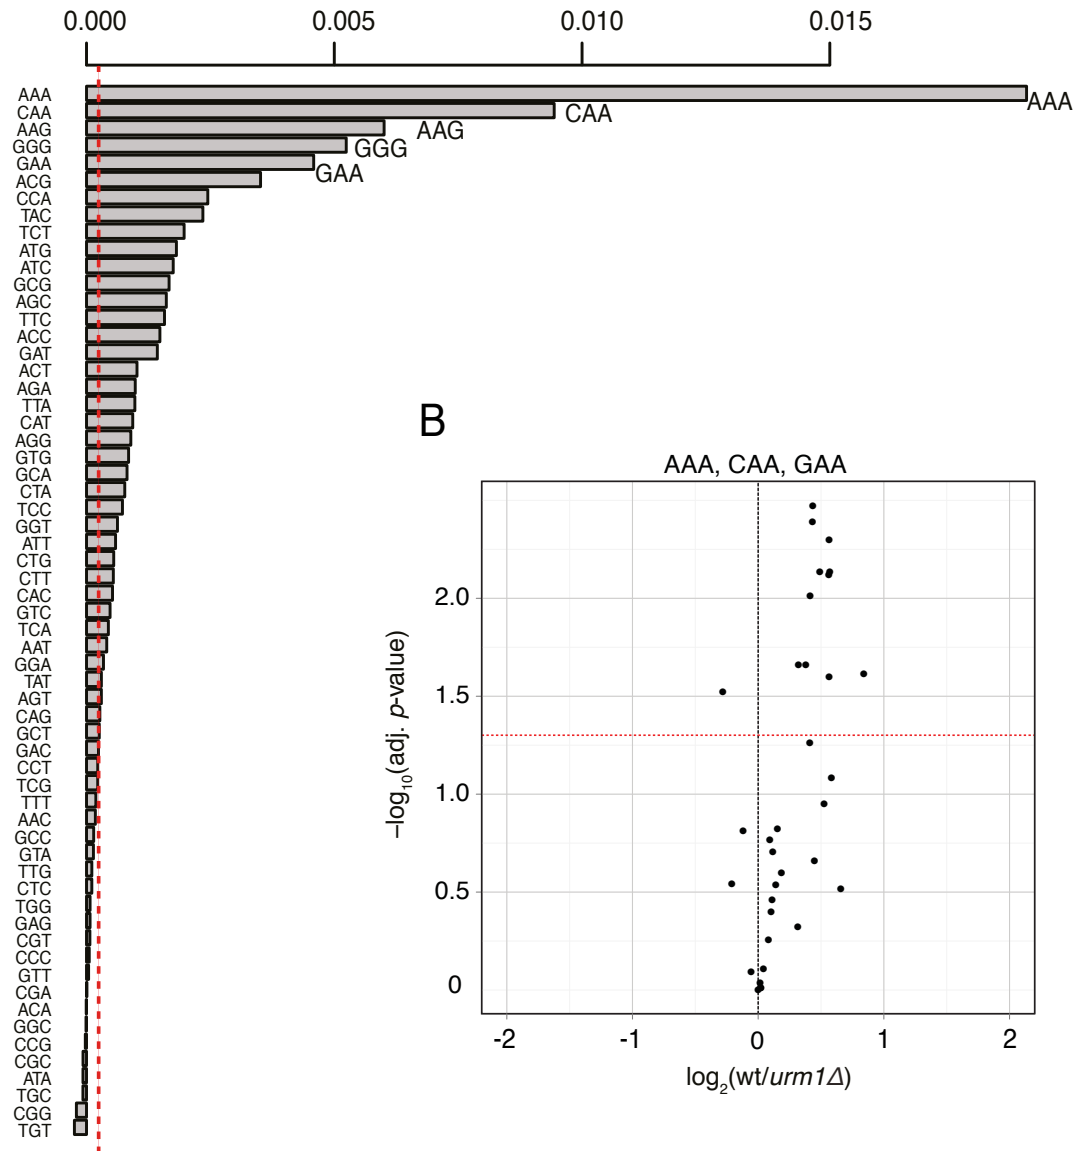 0.000 0.005 0.010 0.015
AAA AAA
CAA CAA
AAG AAG
GGG GGG
GAA GAA
ACG
CCA
TAC
TCT
ATG
ATC
GCG
AGC
TTC
ACC
GAT
ACT
AGA
TTA
CAT
AGG
GTG
GCA
CTA
TCC
GGT
ATT
CTG
CTT
CAC
GTC
TCA
AAT
GGA
TAT
AGT
CAG
GCT
GAC
CCT
TCG
TTT
AAC
GCC
GTA
TTG
CTC
TGG
GAG
CGT
CCC
GTT
CGA
ACA
GGC
CCG
CGC
ATA
TGC
CGG
TGT
B
AAA, CAA, GAA
–log10(adj. p-value)
2.0
1.5
1.0
0.5
0
-2 -1 0 1 2
log2(wt/urm1Δ)